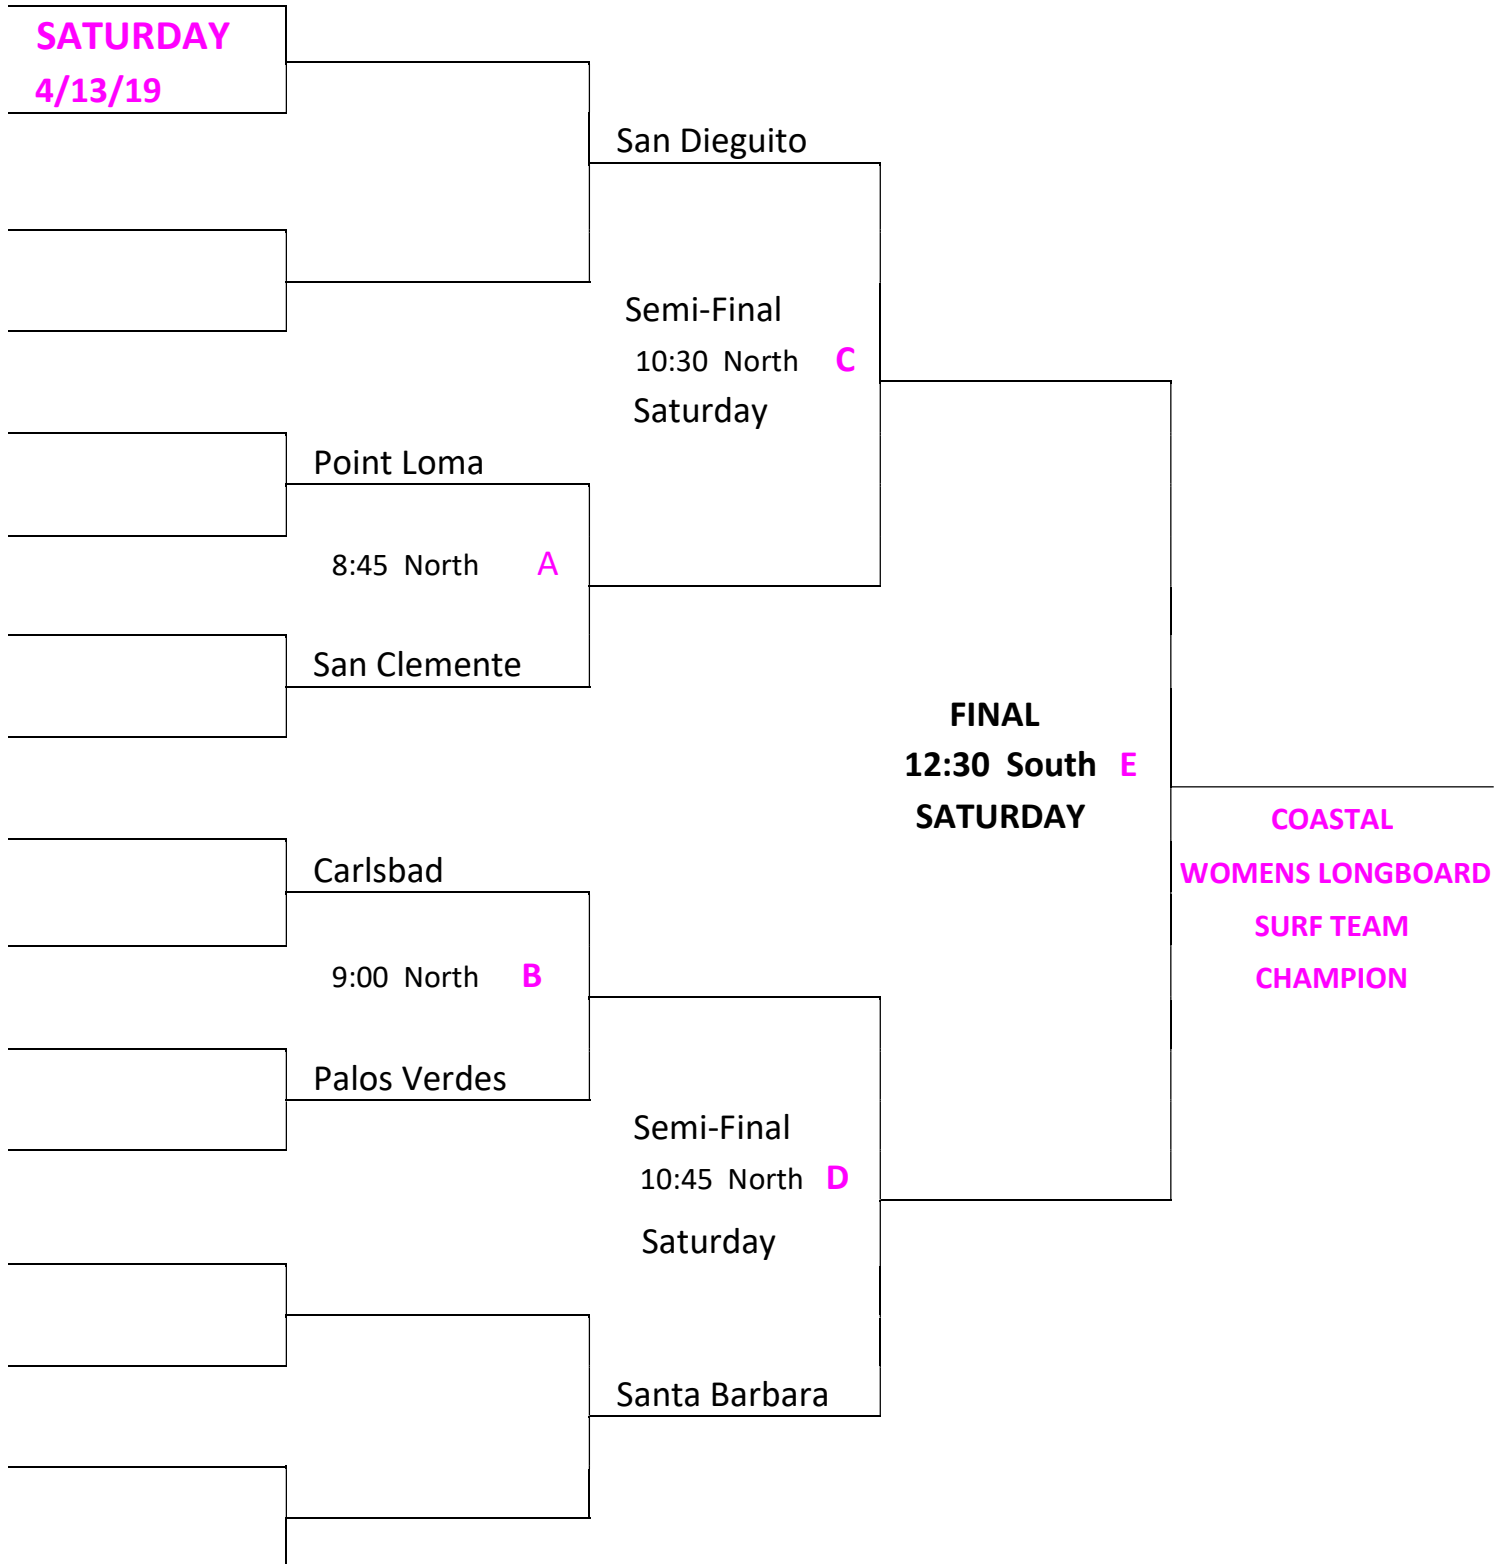 SATURDAY
4/13/19
San Dieguito
Semi-Final
10:30 North C
Saturday
Point Loma
8:45 North A
San Clemente
FINAL
12:30 South E
SATURDAY
COASTAL
WOMENS LONGBOARD
SURF TEAM
CHAMPION
Carlsbad
9:00 North B
Palos Verdes
Semi-Final
10:45 North D
Saturday
Santa Barbara